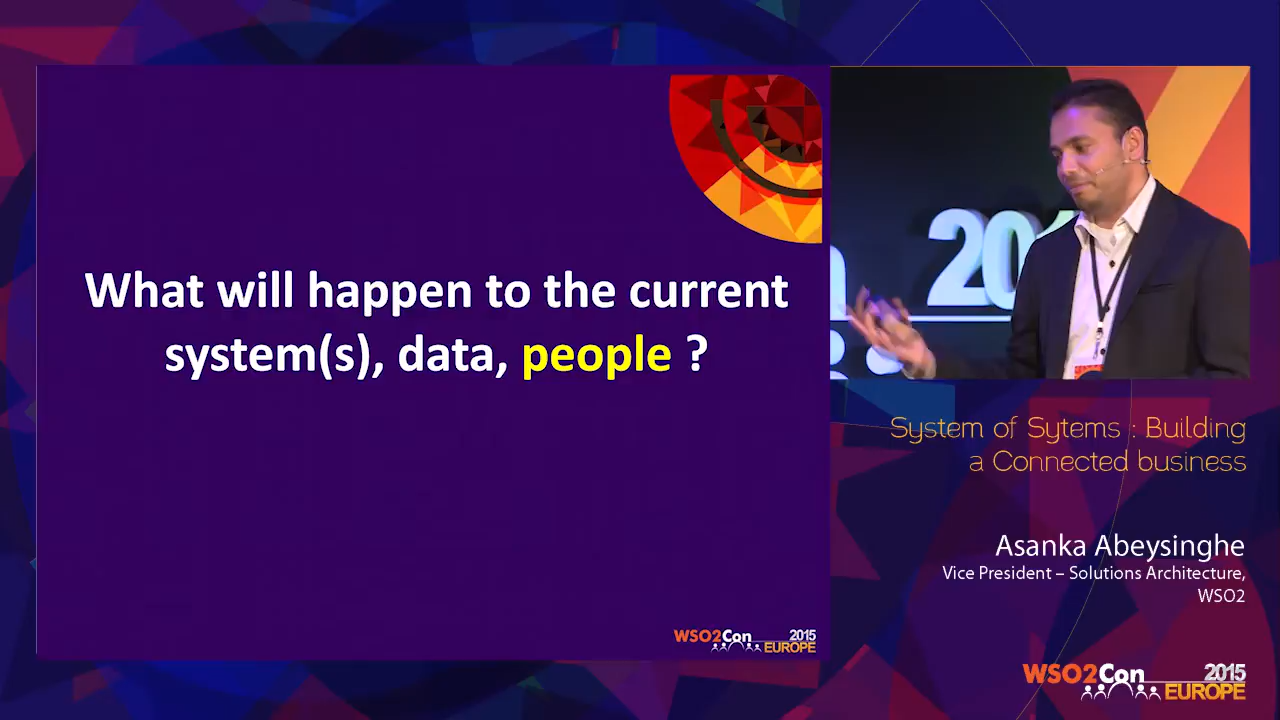 What will happen to the current
system(s), data, people ?
WSO2Con 2015
EUROPE
201
System of Sytems : Building
a Connected business
Asanka Abeysinghe
Vice President – Solutions Architecture,
WSO2
WSO2Con 2015
EUROPE